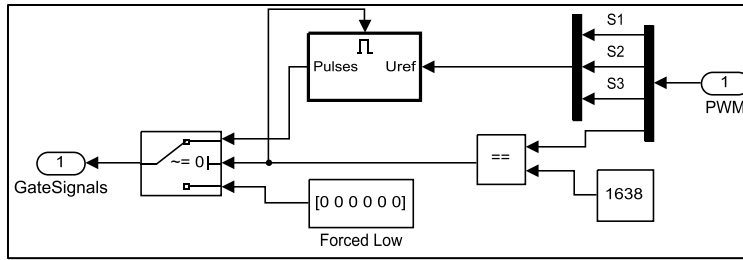 S1
Pulses Uref
S2
S3
1
PWM
1
~= 0
==
GateSignals
[0 0 0 0 0 0]
1638
Forced Low